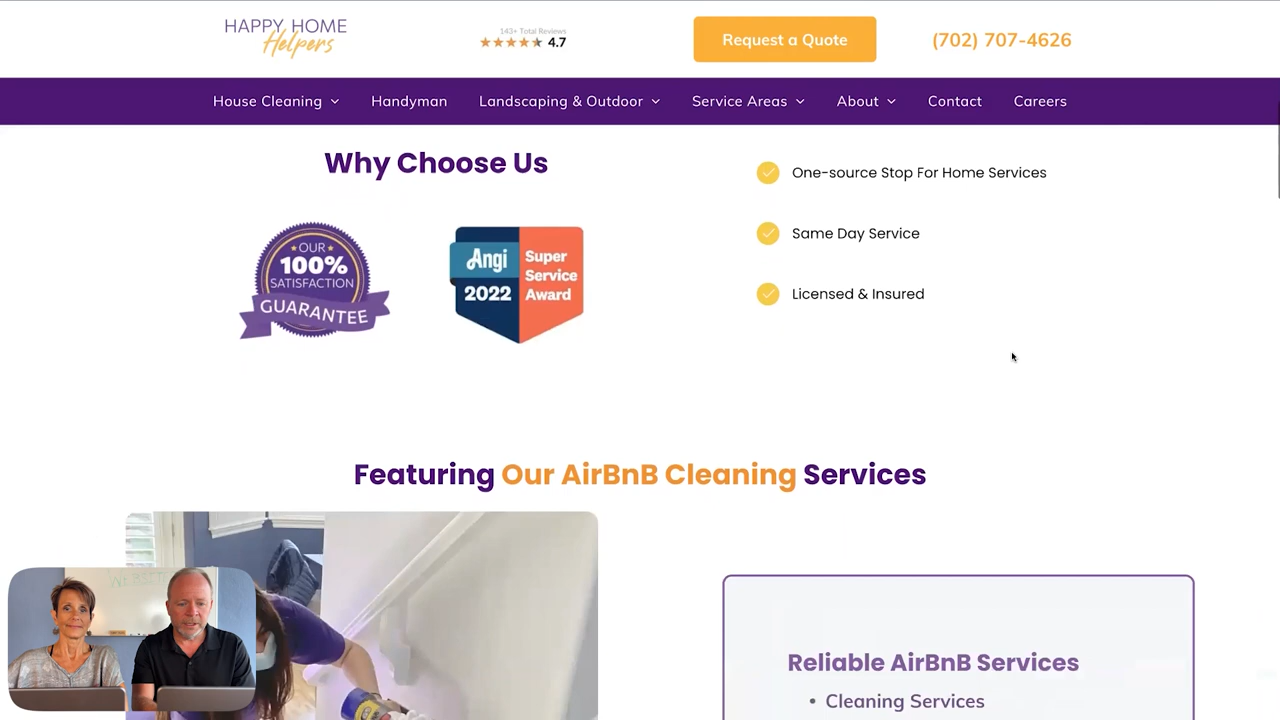 HAPPY HOME
Helpers
143+ Total Reviews
4.7
Request a Quote
(702) 707-4626
House Cleaning
Handyman
Landscaping & Outdoor
Service Areas
About
Contact
Careers
Why Choose Us
OUR
100%
SATISFACTION
GUARANTEE
Angi
2022
Super
Service
Award
One-source Stop For Home Services
Same Day Service
Licensed & Insured
Featuring Our AirBnB Cleaning Services
Reliable AirBnB Services
• Cleaning Services